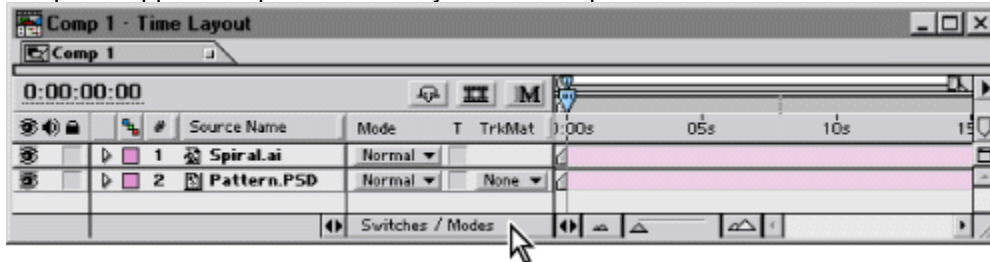 Comp 1 · Time Layout
Comp 1
0:00:00:00 M
# Source Name Mode T TrkMat 00s 05s 10s
1 Spiral.ai Normal
2 Pattern.PSD Normal None
Switches / Modes